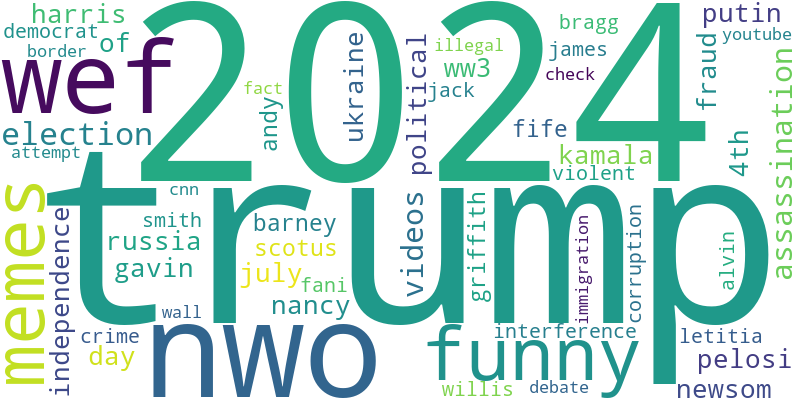 harris
2024
bragg
putin
democrat
of
youtube
border
wef
ukraine
political
illegal
james
ww3
check
fraud
assassination
fact
jack
andy
election
fife
4th
attempt
kamala
violent
cnn
trump
memes
independence
smith
barney
videos
griffith
immigration
corruption
alvin
russia
scotus
gavin
july
fani
nancy
wall
nwo
crime
day
interference
letitia
funny
pelosi
willis
debate
newsom